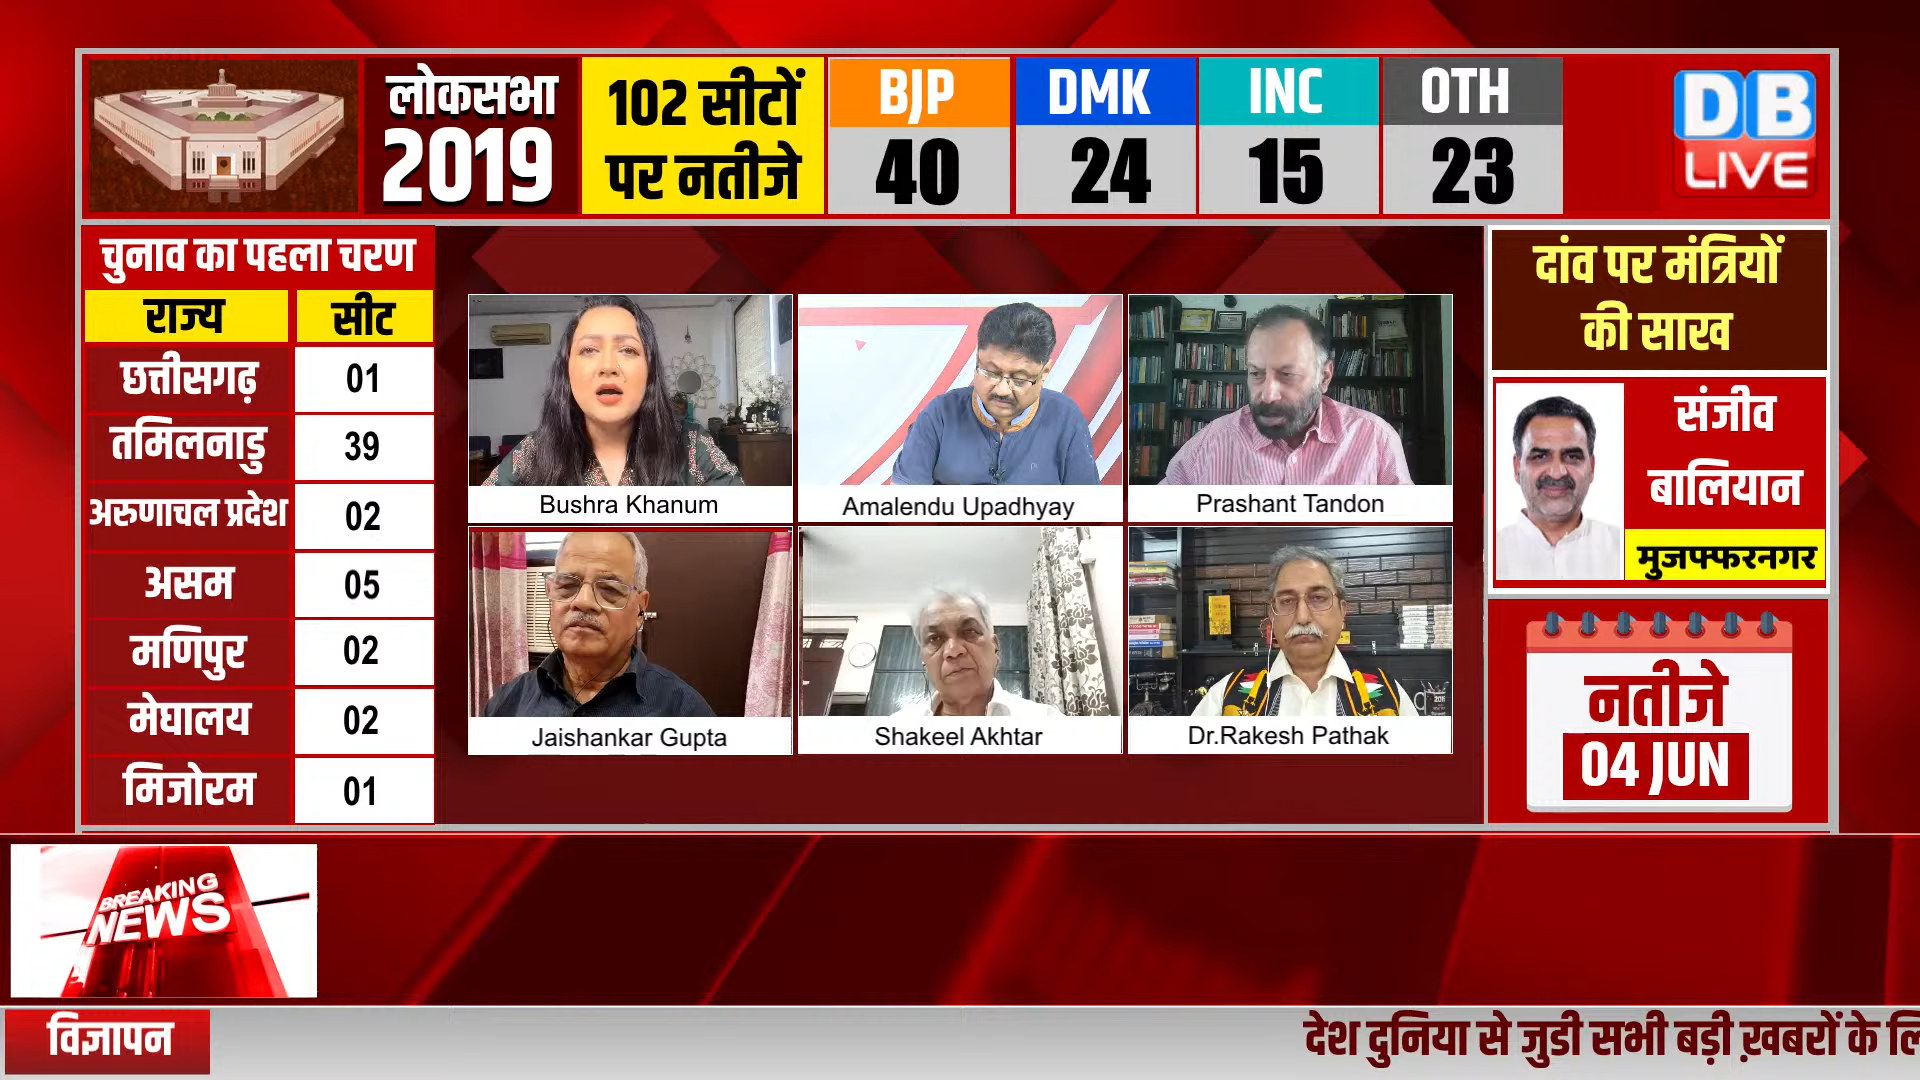 लोकसभा
2019
102 सीटों
पर नतीजे
BJP
40
DMK
24
INC
15
OTH
23
DB
LIVE
चुनाव का पहला चरण
राज्य सीट
छत्तीसगढ़ 01
तमिलनाडु 39
अरुणाचल प्रदेश 02
असम 05
मणिपुर 02
मेघालय 02
मिजोरम 01
Bushra Khanum
Amalendu Upadhyay
Prashant Tandon
Jaishankar Gupta
Shakeel Akhtar
Dr.Rakesh Pathak
दांव पर मंत्रियों
की साख
संजीव
बालियान
मुजफ्फरनगर
नतीजे
04 JUN
BREAKING
NEWS
विज्ञापन
देश दुनिया से जुडी सभी बड़ी ख़बरों के लि